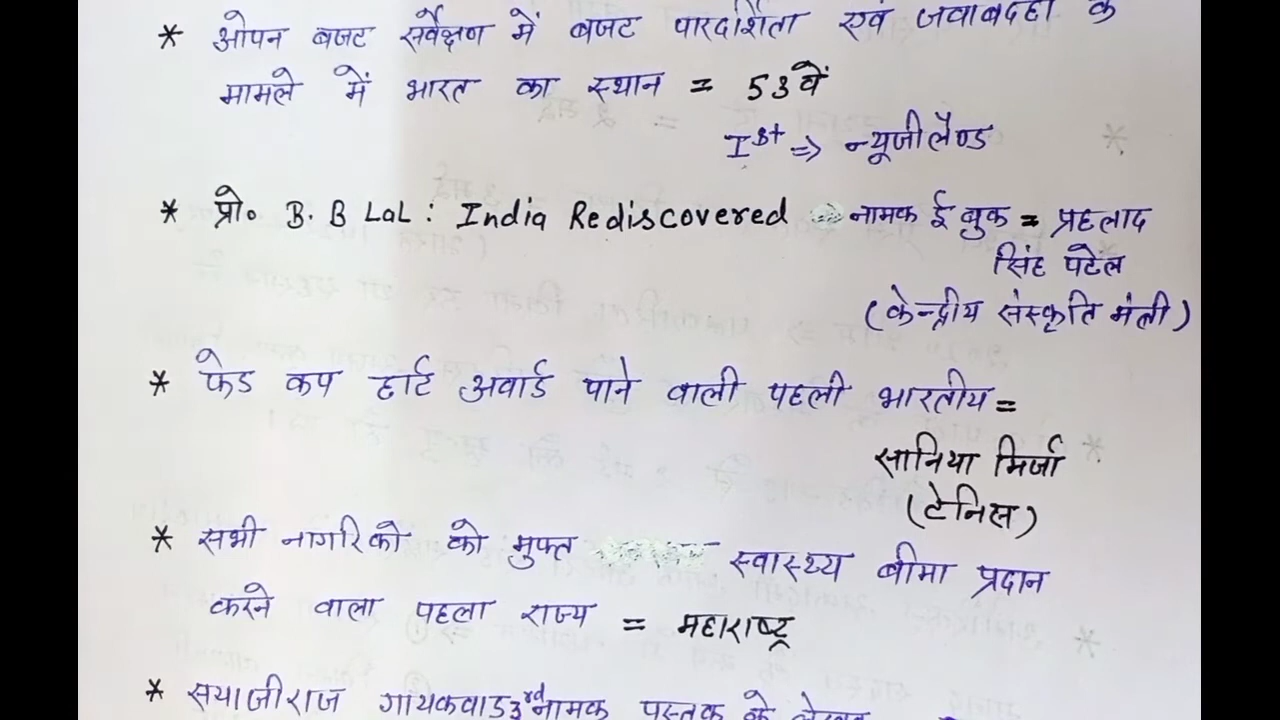 * ओपन बजट सर्वेक्षण में बजट पारदर्शिता एवं जवाबदेही के
मामले में भारत का स्थान = 53वें
Ist => न्यूजीलैण्ड
* प्रो० B. B LaL : India Rediscovered नामक ई बुक = प्रहलाद
सिंह पटेल
(केन्द्रीय संस्कृति मंत्री)
* फेड कप हार्ट अवार्ड पाने वाली पहली भारतीय =
सानिया मिर्जा
(टेनिस)
* सभी नागरिकों को मुफ्त स्वास्थ्य बीमा प्रदान
करने वाला पहला राज्य = महाराष्ट्र
* सयाजीराज गायकवाड 3rd नामक पुस्तक के लेखक =